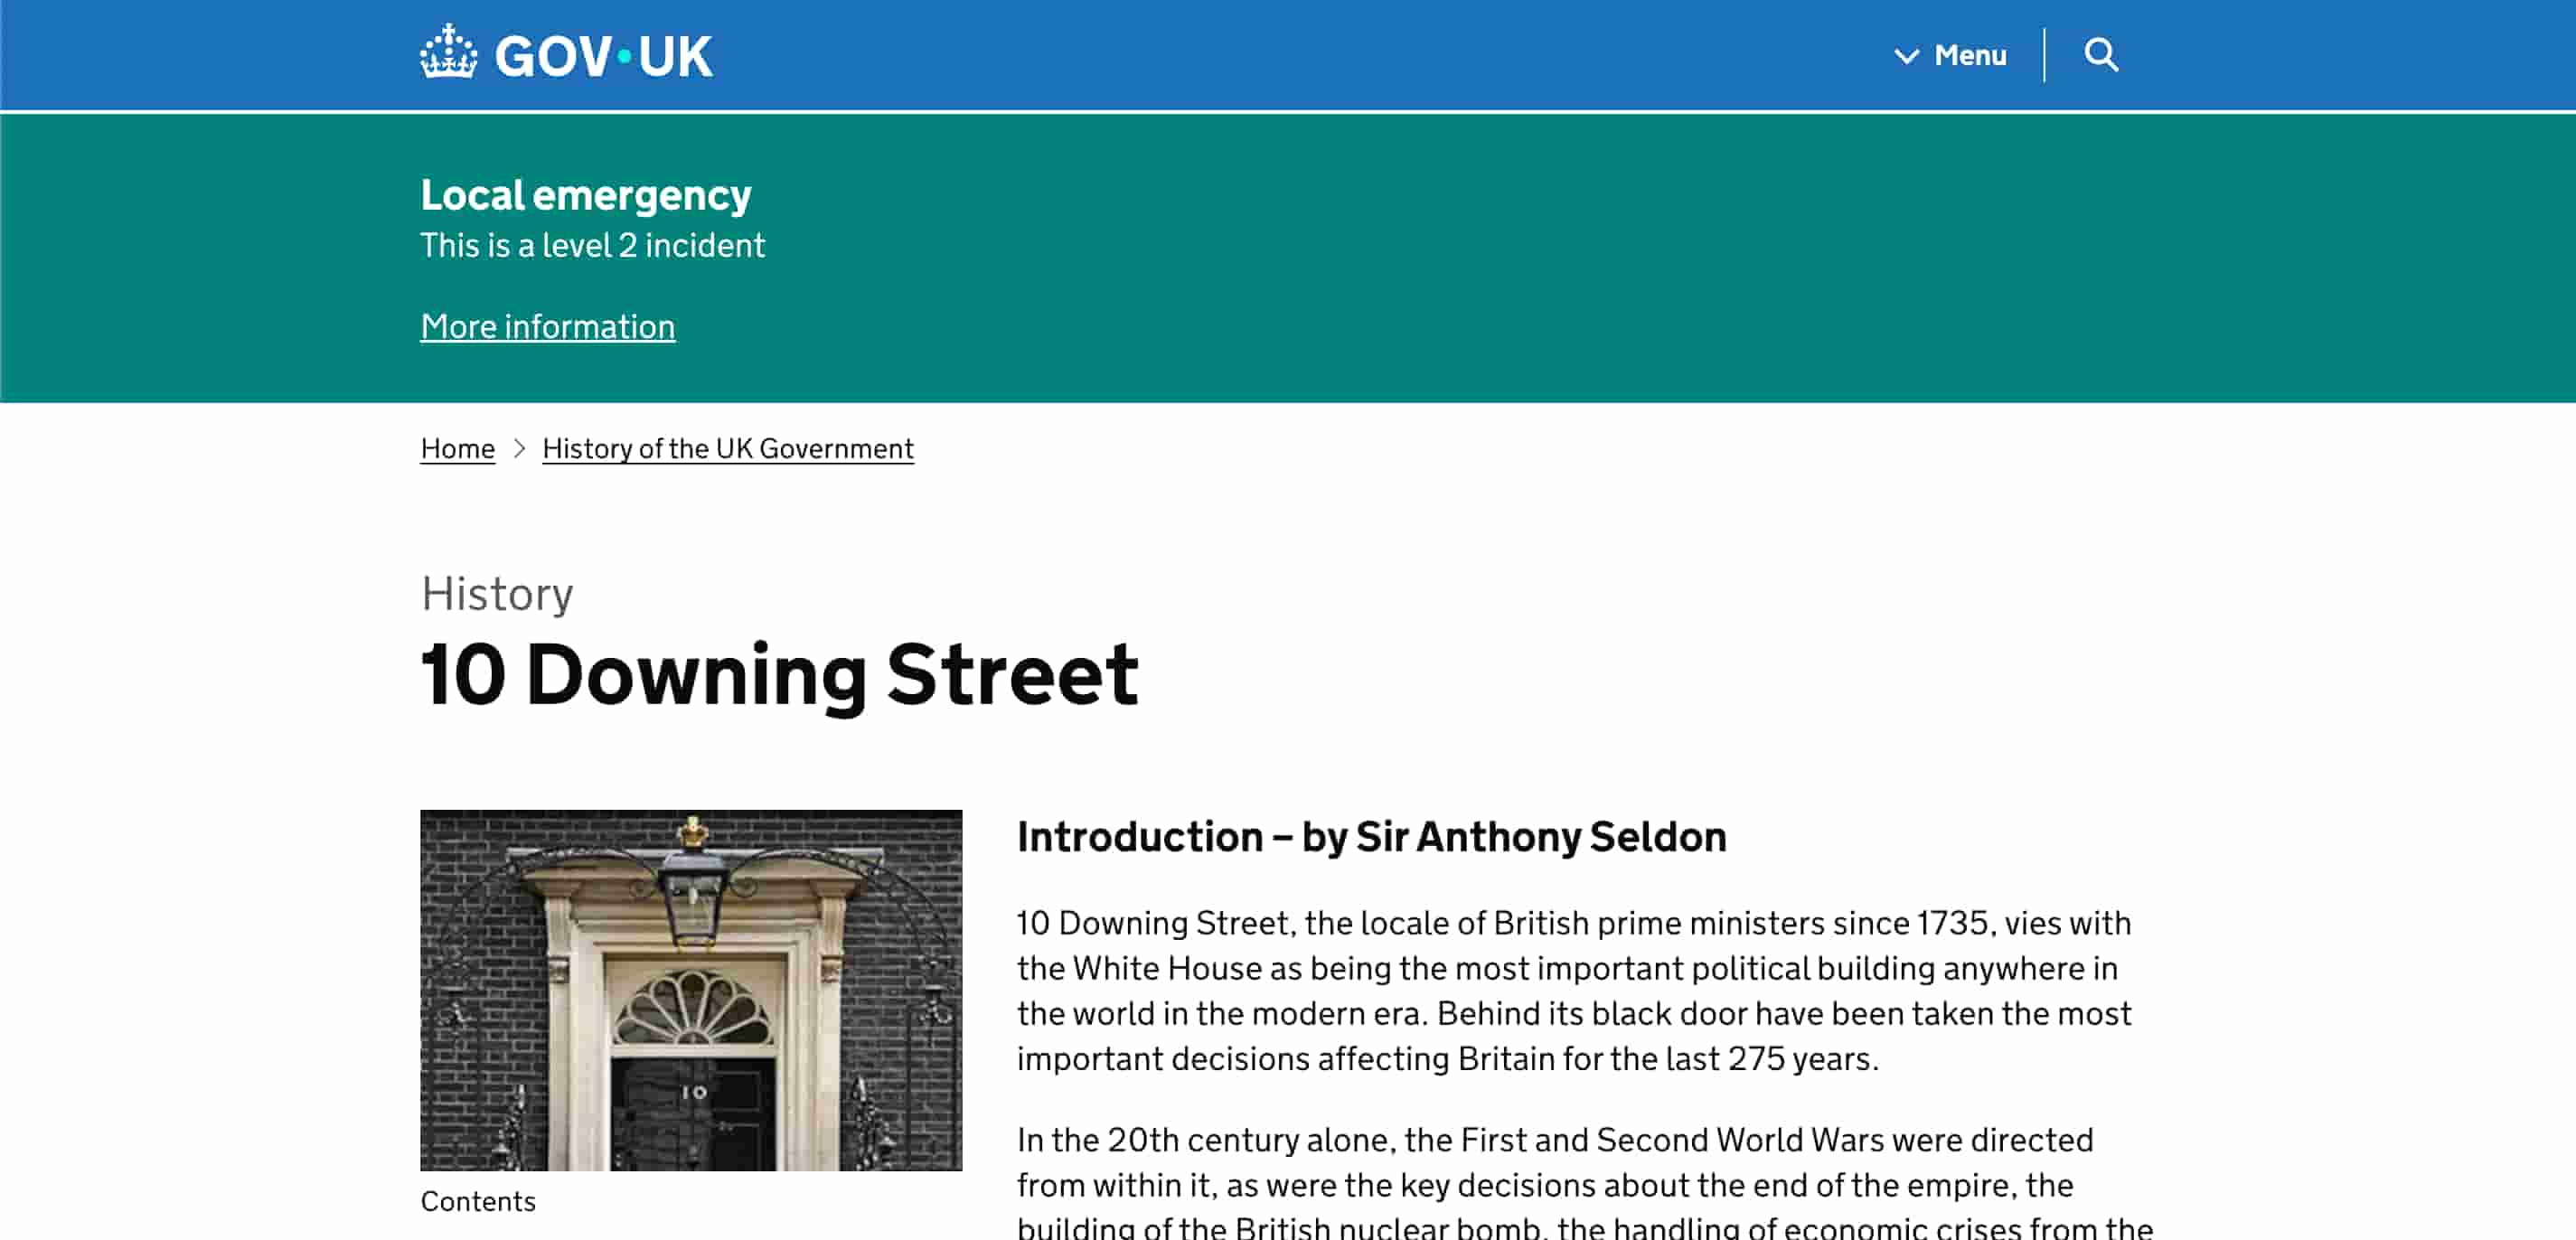 GOV•UK
Menu
Local emergency
This is a level 2 incident
More information
Home > History of the UK Government
History
10 Downing Street
10
Contents
Introduction – by Sir Anthony Seldon
10 Downing Street, the locale of British prime ministers since 1735, vies with
the White House as being the most important political building anywhere in
the world in the modern era. Behind its black door have been taken the most
important decisions affecting Britain for the last 275 years.
In the 20th century alone, the First and Second World Wars were directed
from within it, as were the key decisions about the end of the empire, the
building of the British nuclear bomb, the handling of economic crises from the